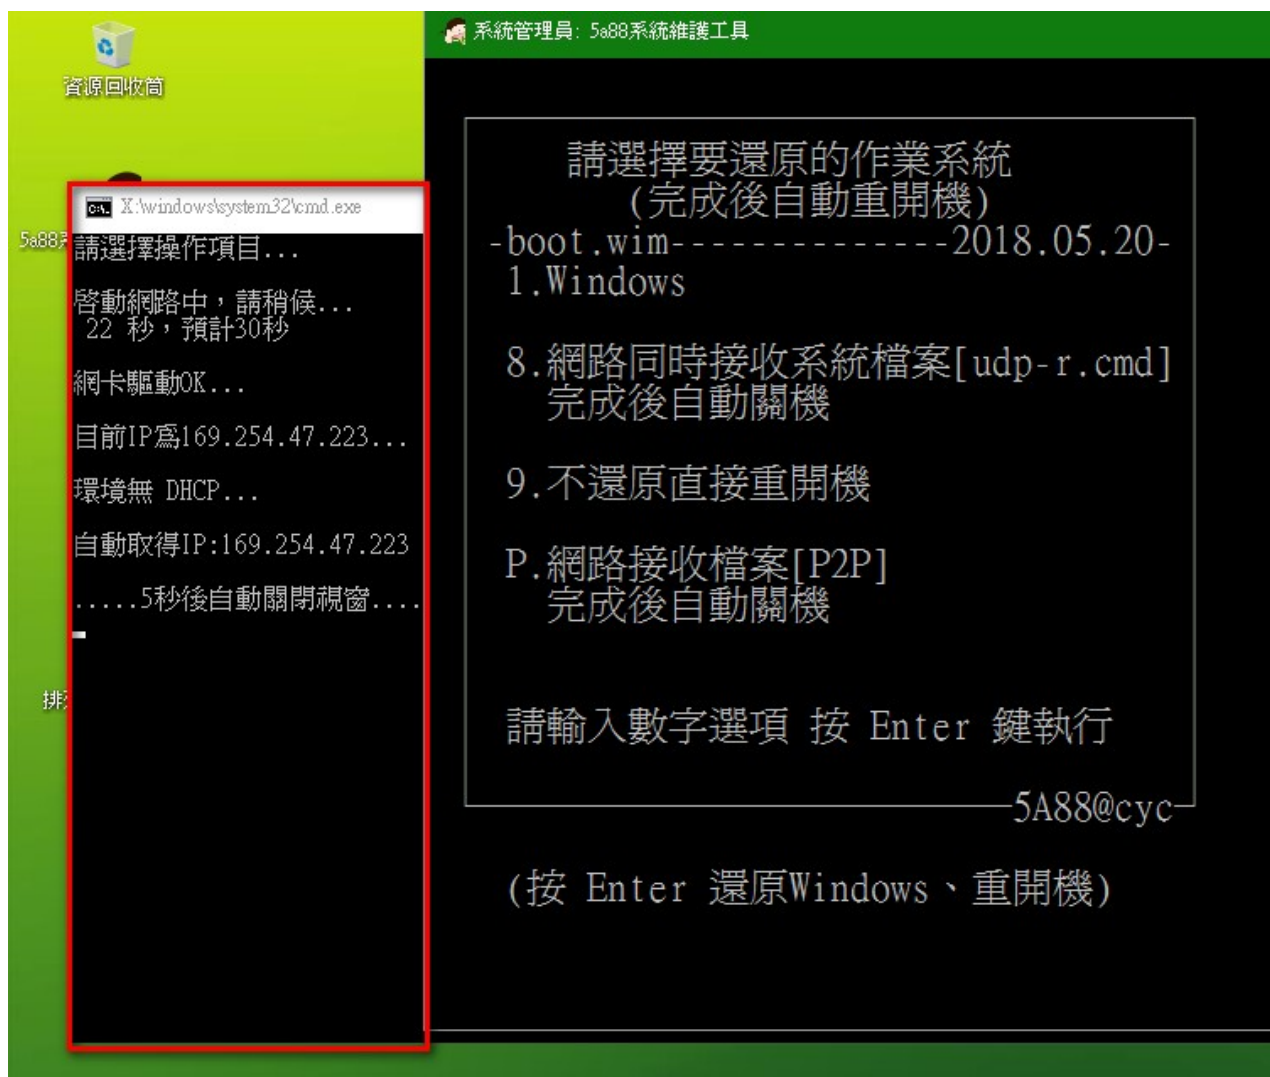 資源回收筒
5a88系
排
X:\windows\system32\cmd.exe
請選擇操作項目...
啓動網路中，請稍候...
22 秒，預計30秒
網卡驅動OK...
目前IP爲169.254.47.223...
環境無 DHCP...
自動取得IP:169.254.47.223
.....5秒後自動關閉視窗....
系統管理員: 5a88系統維護工具
請選擇要還原的作業系統
(完成後自動重開機)
-boot.wim--------------2018.05.20-
1.Windows
8.網路同時接收系統檔案[udp-r.cmd]
完成後自動關機
9.不還原直接重開機
P.網路接收檔案[P2P]
完成後自動關機
請輸入數字選項 按 Enter 鍵執行
5A88@cyc
(按 Enter 還原Windows、重開機)